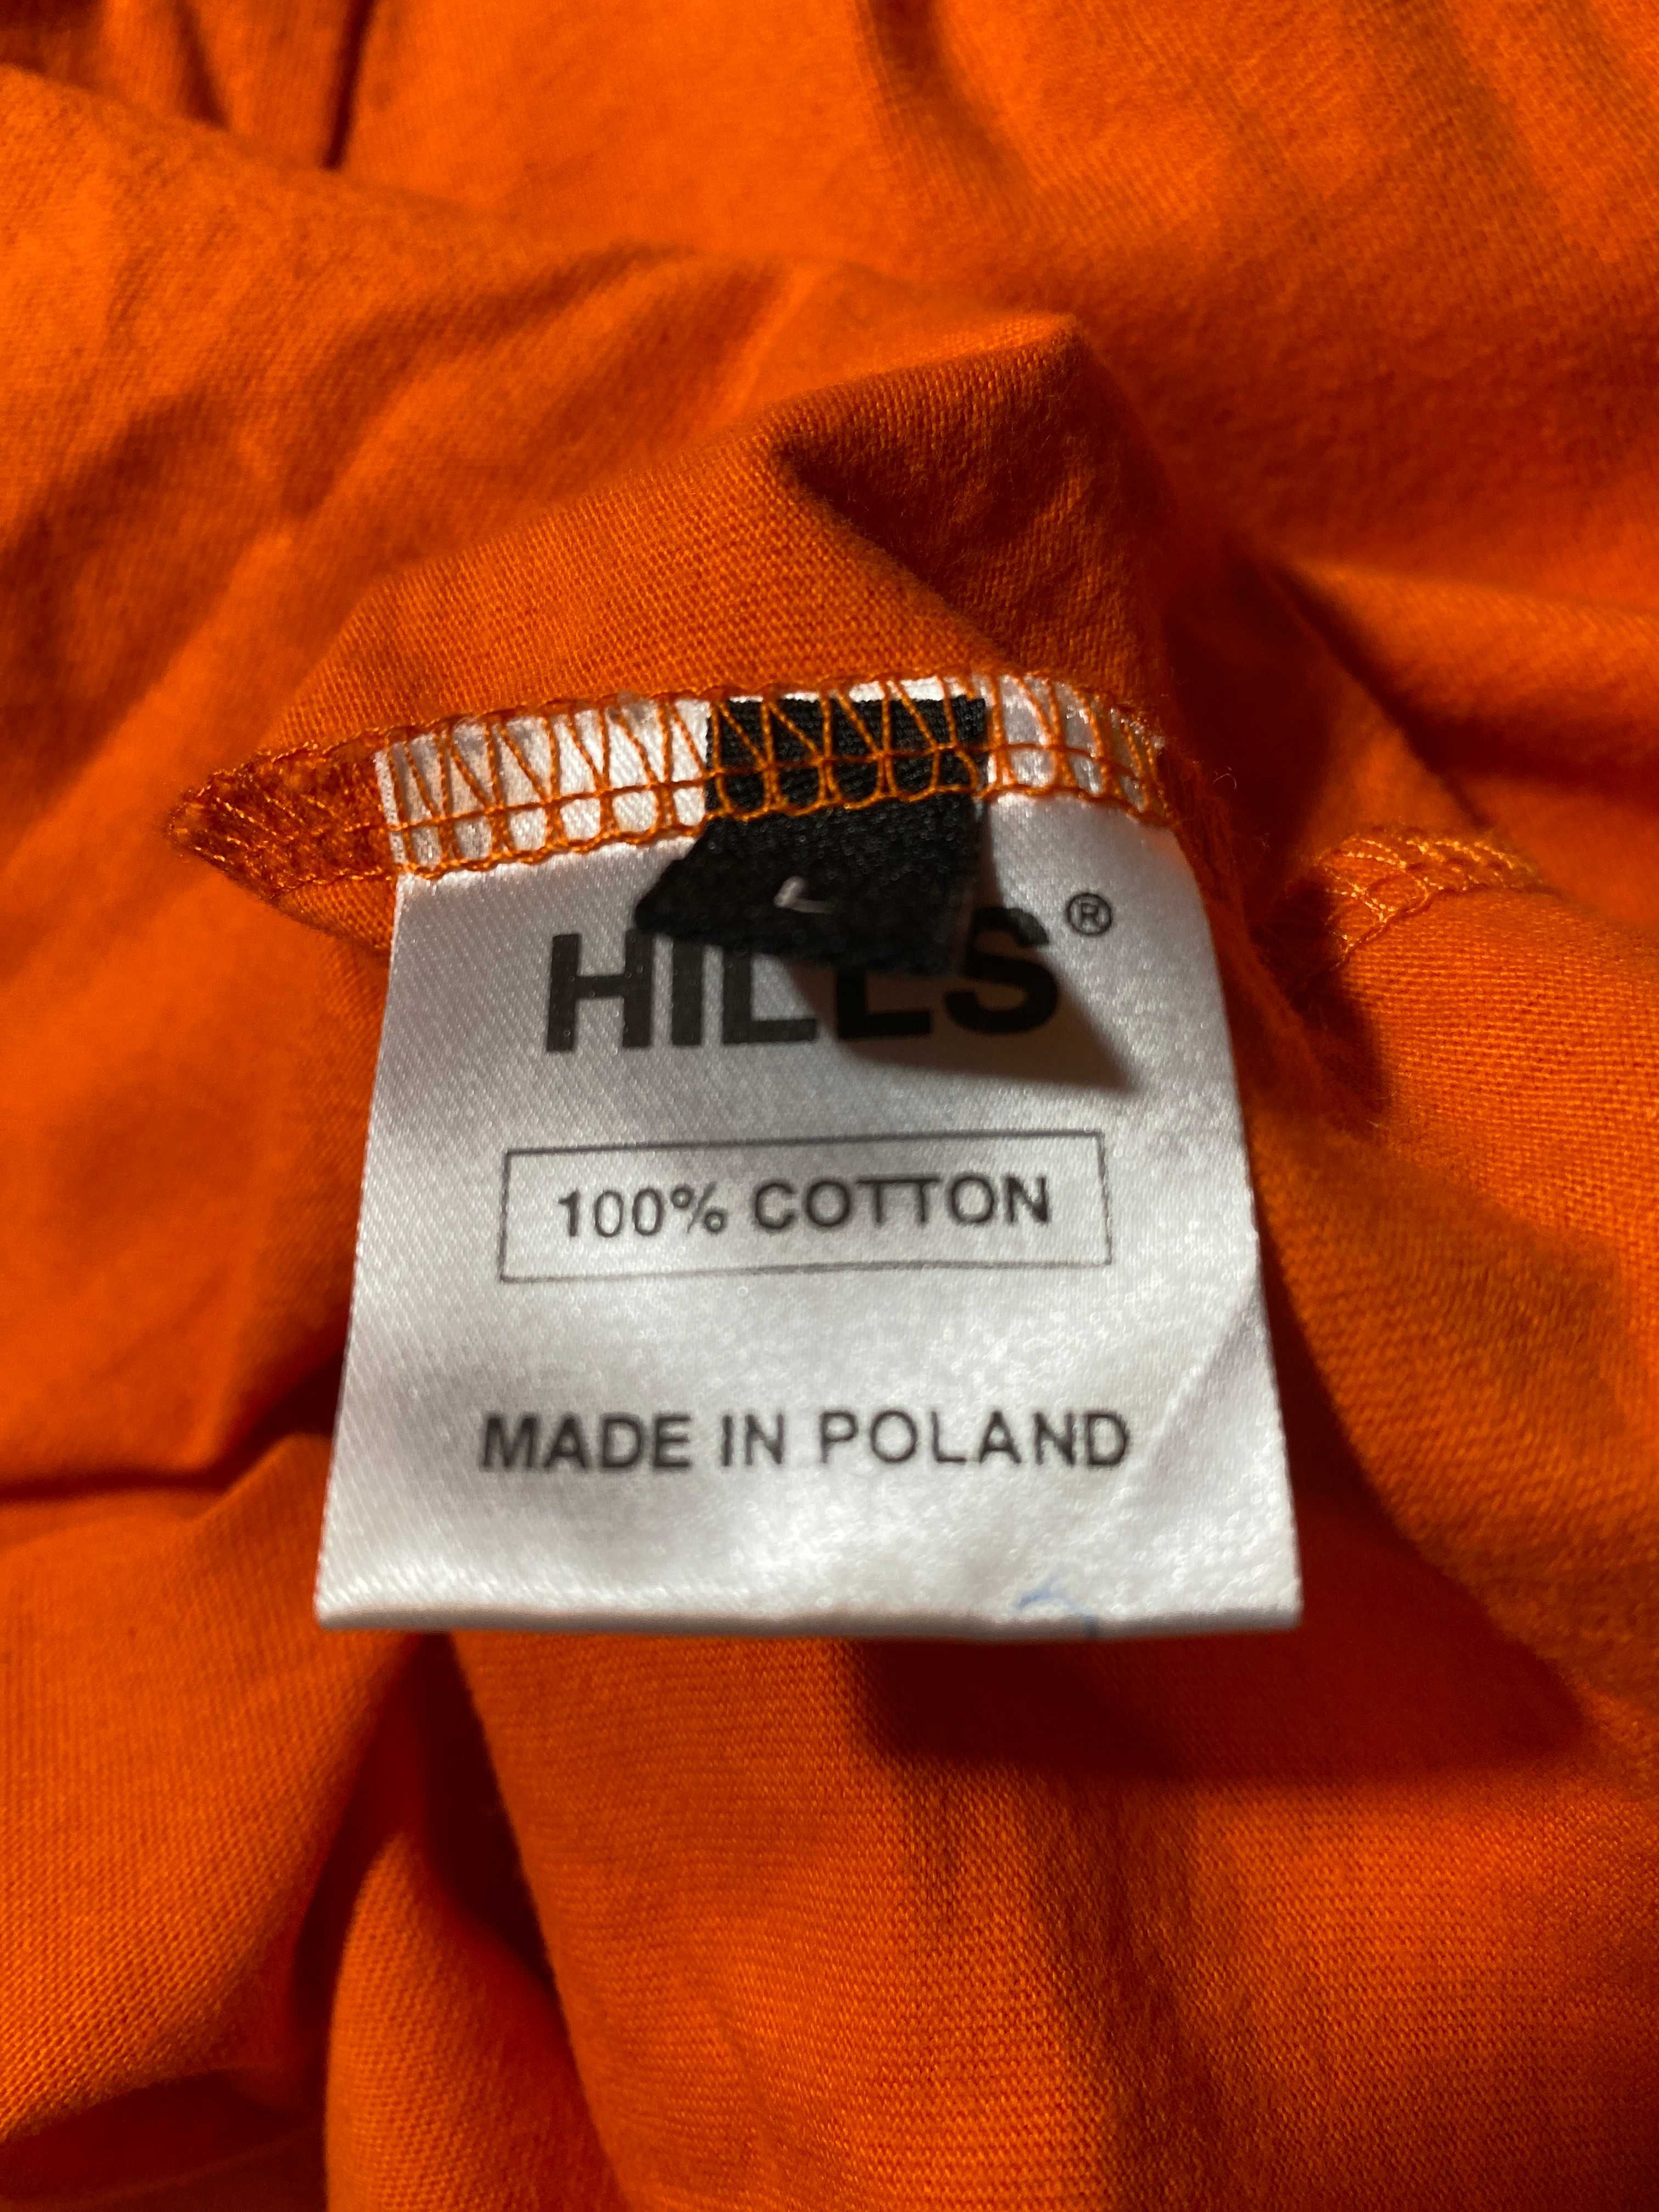 L
HILLS®
100% COTTON
MADE IN POLAND